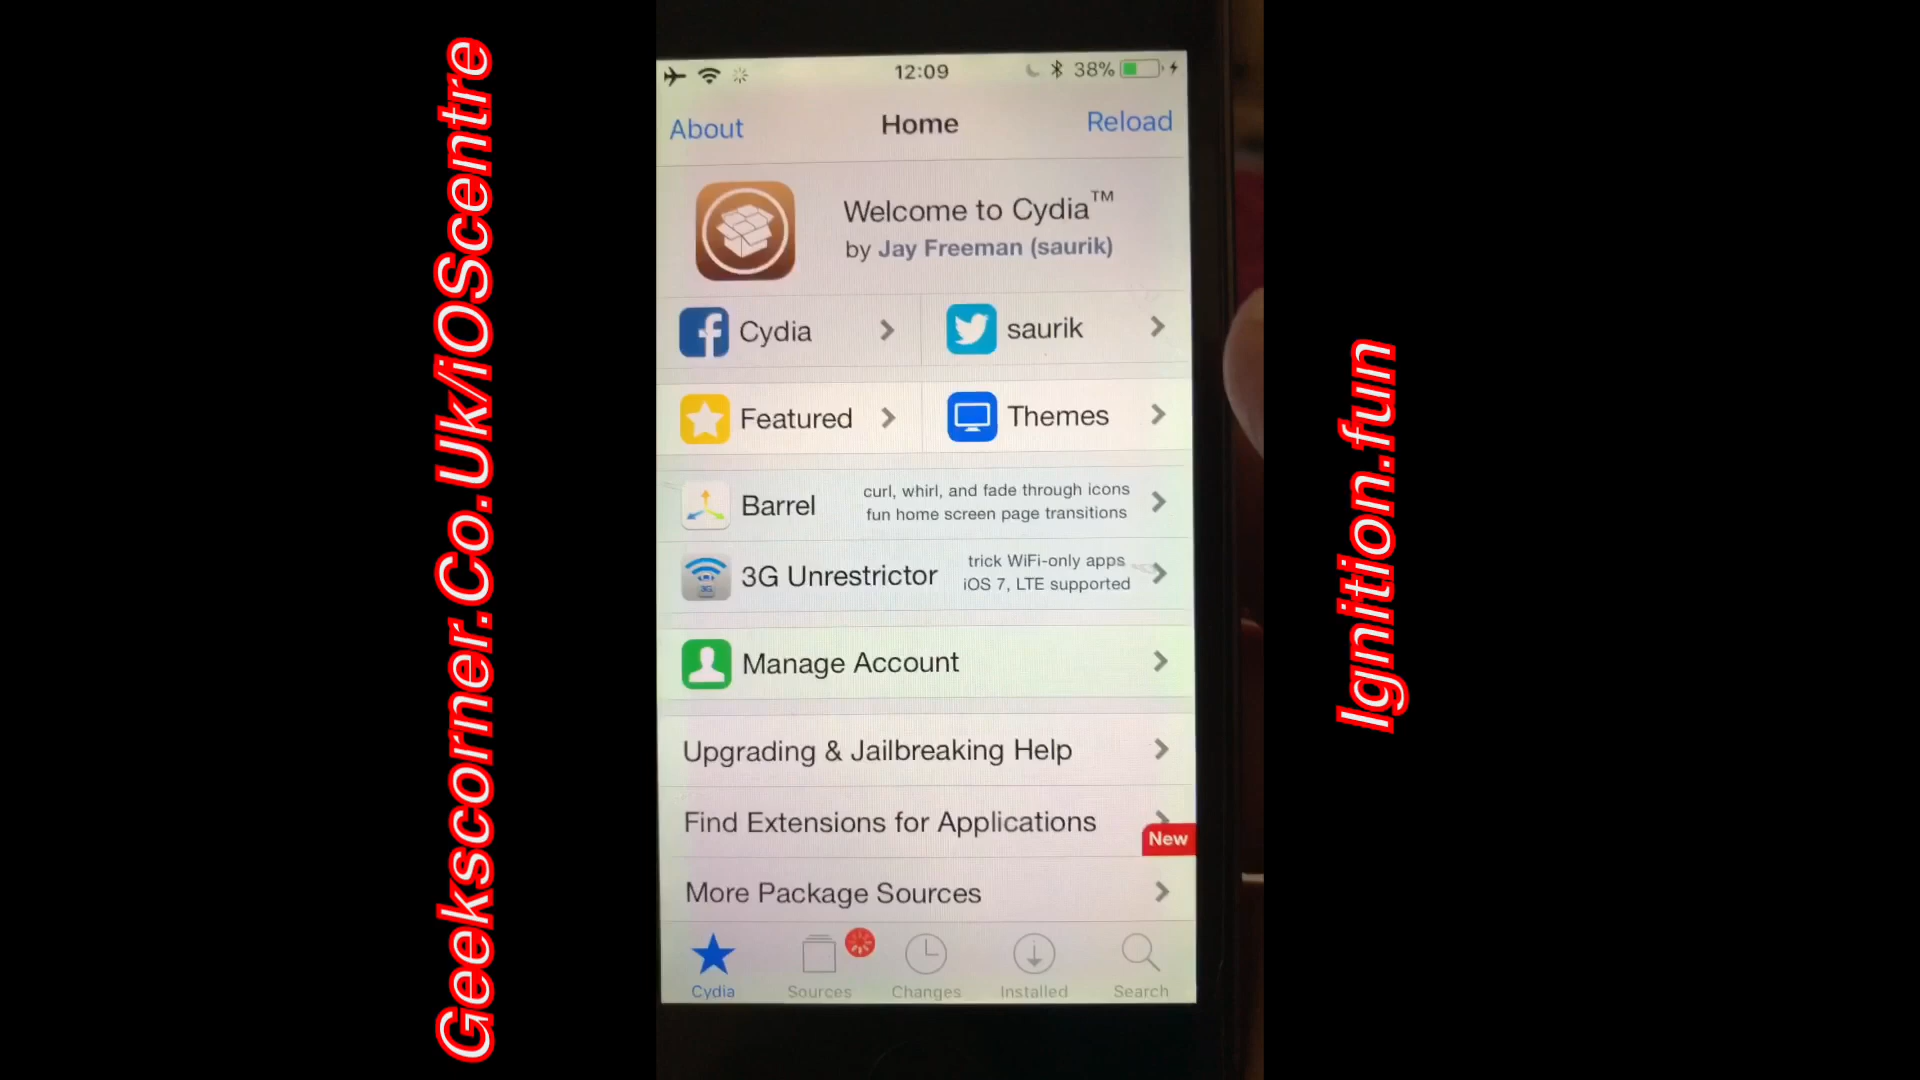 Geekscorner.Co.Uk/iOScentre
12:09
38%
About
Home
Reload
Welcome to Cydia™
by Jay Freeman (saurik)
Cydia
saurik
Featured
Themes
Barrel
curl, whirl, and fade through icons
fun home screen page transitions
3G
3G Unrestrictor
trick WiFi-only apps
iOS 7, LTE supported
Manage Account
Upgrading & Jailbreaking Help
Find Extensions for Applications
New
More Package Sources
Cydia
Sources
Changes
Installed
Search
Ignition.fun